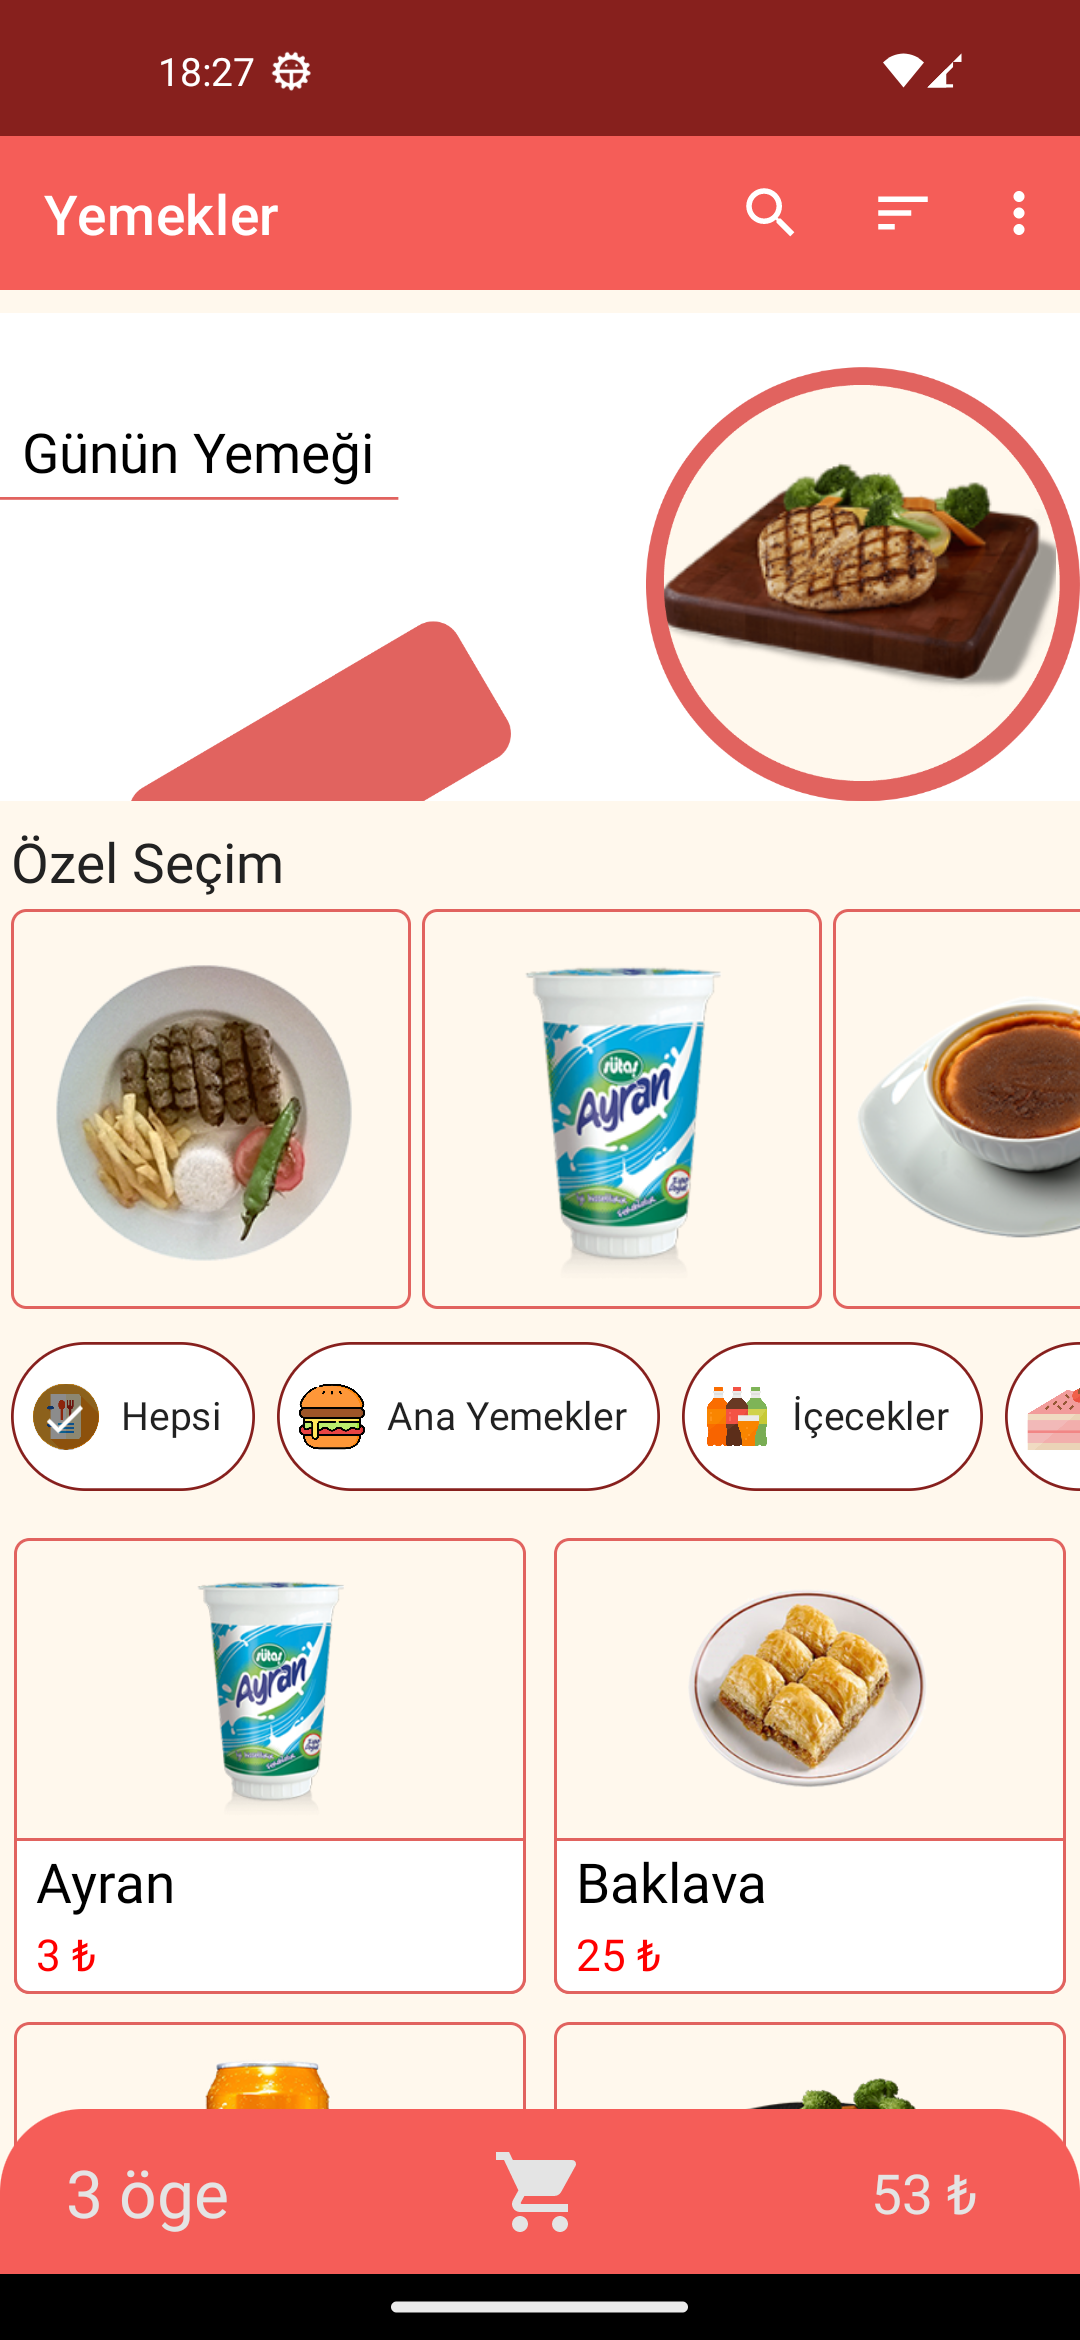 18:27
Yemekler
Günün Yemeği
Özel Seçim
sütaş
Ayran
Hepsi
Ana Yemekler
İçecekler
sütaş
Ayran
Ayran
3 ₺
Baklava
25 ₺
3 öge
53 ₺